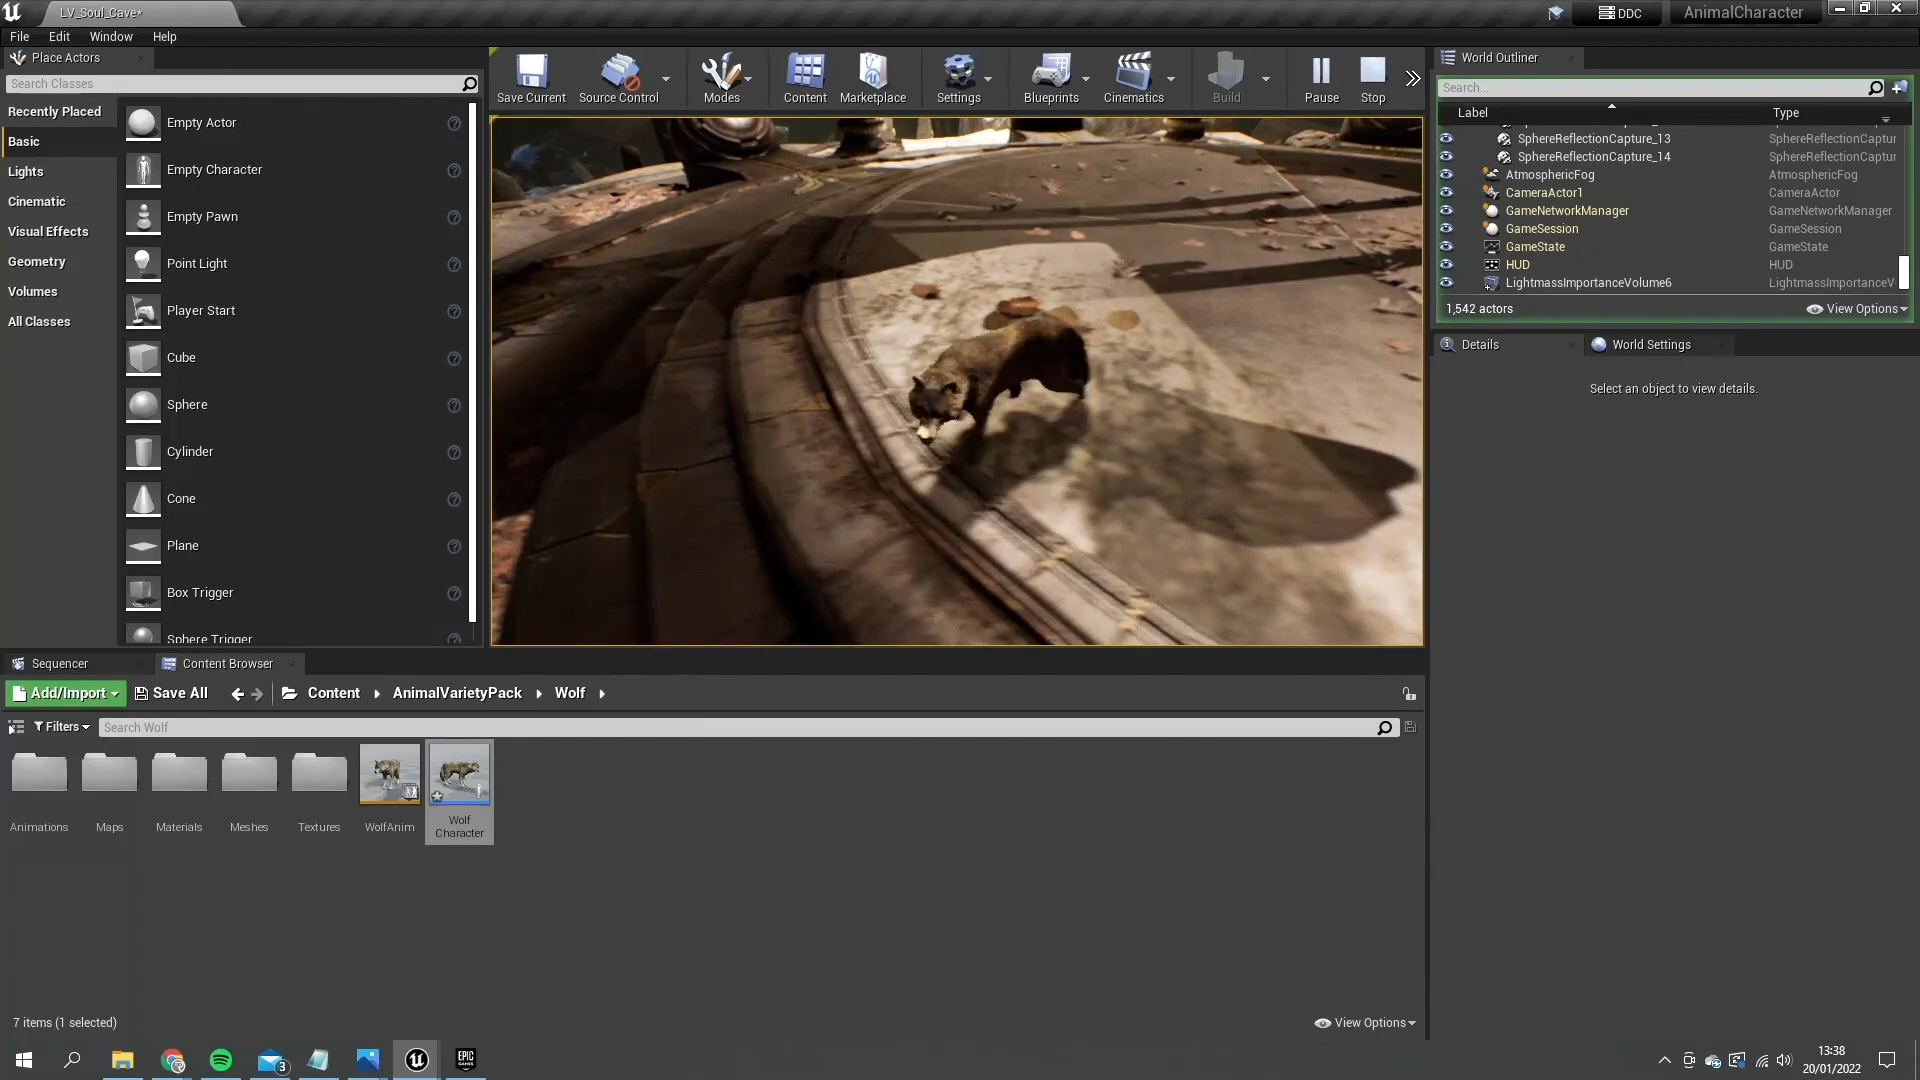 LV_Soul_Cave*
DDC
AnimalCharacter
File Edit Window Help
Place Actors
Search Classes
Recently Placed
Basic
Lights
Cinematic
Visual Effects
Geometry
Volumes
All Classes
Empty Actor
Empty Character
Empty Pawn
Point Light
Player Start
Cube
Sphere
Cylinder
Cone
Plane
Box Trigger
Sphere Trigger
Save Current
Source Control
Modes
Content
Marketplace
Settings
Blueprints
Cinematics
Build
Pause
Stop
World Outliner
Search...
Label Type
SphereReflectionCapture_13 SphereReflectionCaptur
SphereReflectionCapture_14 SphereReflectionCaptur
AtmosphericFog AtmosphericFog
CameraActor1 CameraActor
GameNetworkManager GameNetworkManager
GameSession GameSession
GameState GameState
HUD HUD
LightmassImportanceVolume6 LightmassImportanceV
1,542 actors View Options
Details World Settings
Select an object to view details.
Sequencer Content Browser
Add/Import Save All Content AnimalVarietyPack Wolf
Filters Search Wolf
Animations
Maps
Materials
Meshes
Textures
WolfAnim
Wolf
Character
7 items (1 selected) View Options
3
EPIC
GAMES
13:38
20/01/2022